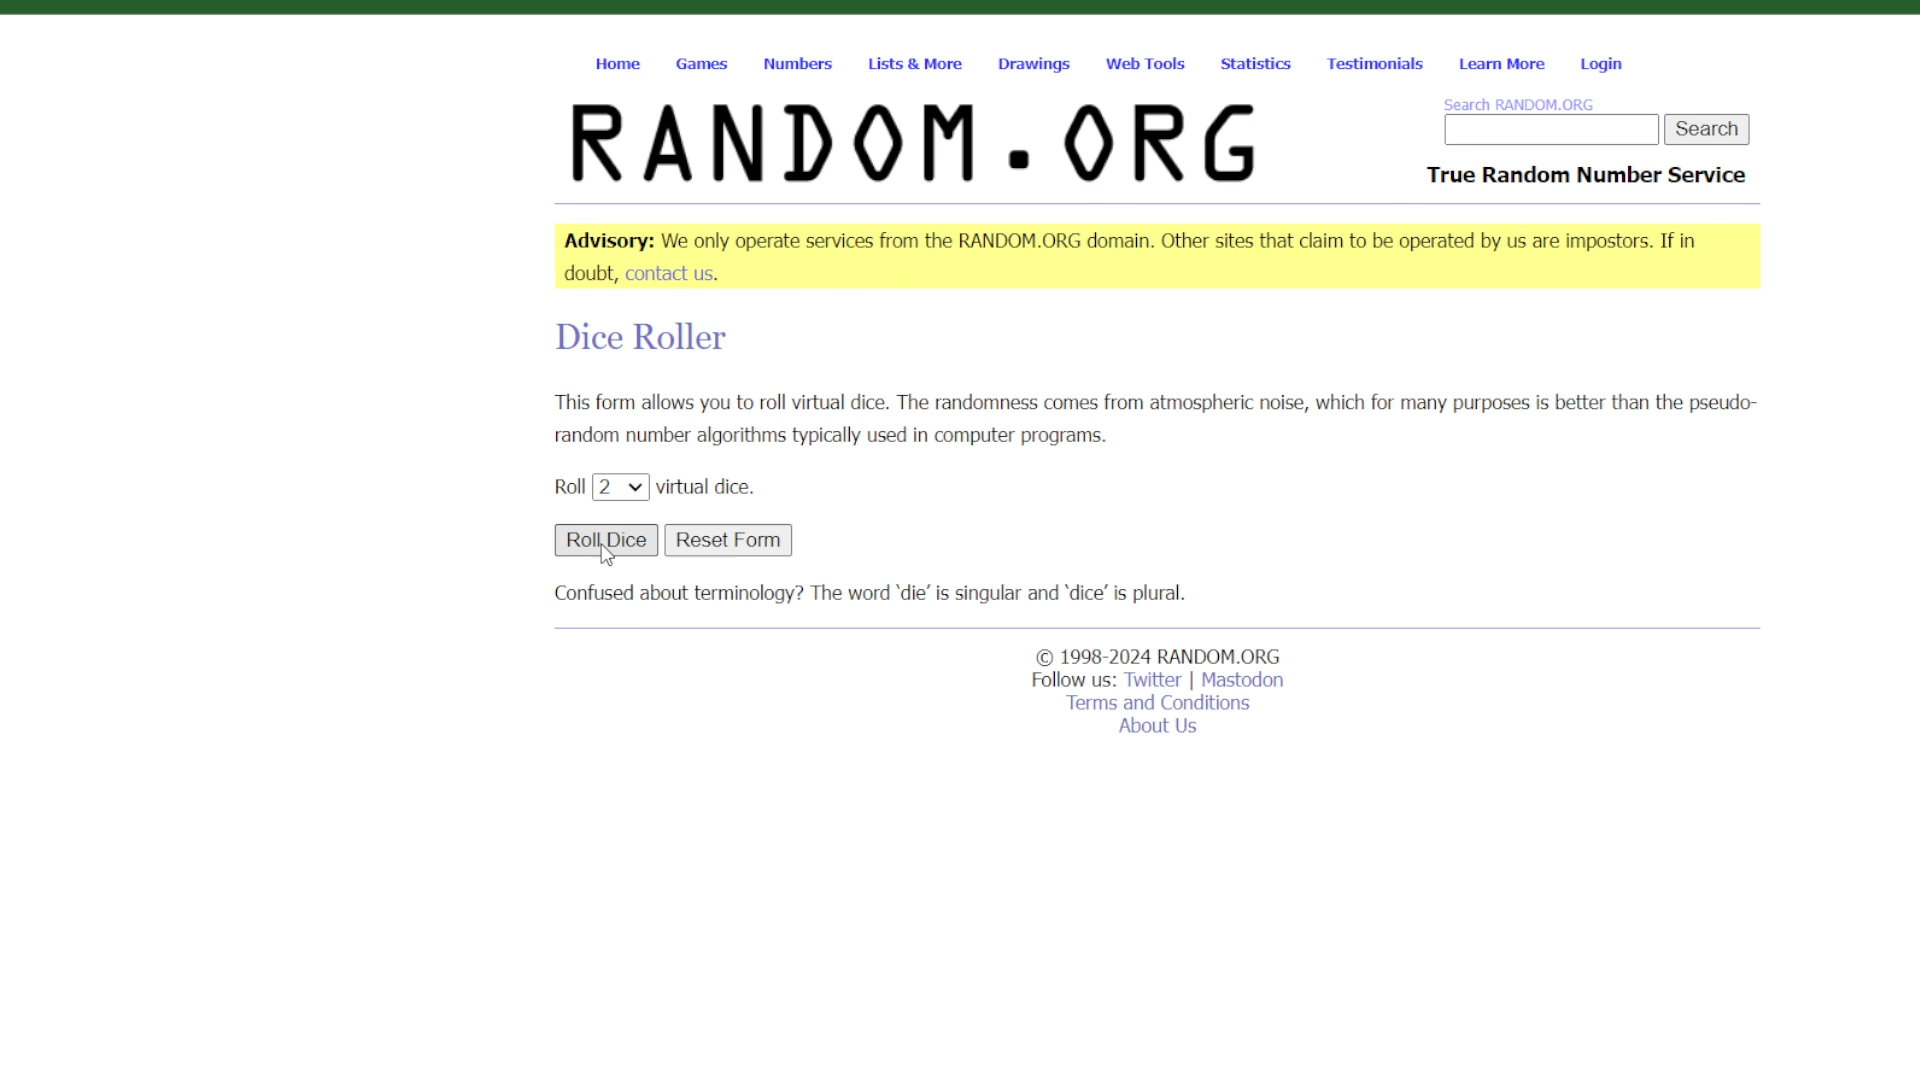 Home Games Numbers Lists & More Drawings Web Tools Statistics Testimonials Learn More Login
RANDOM.ORG
Search RANDOM.ORG
Search
True Random Number Service
Advisory: We only operate services from the RANDOM.ORG domain. Other sites that claim to be operated by us are impostors. If in
doubt, contact us.
Dice Roller
This form allows you to roll virtual dice. The randomness comes from atmospheric noise, which for many purposes is better than the pseudo-
random number algorithms typically used in computer programs.
Roll 2 virtual dice.
Roll Dice Reset Form
Confused about terminology? The word ‘die’ is singular and ‘dice’ is plural.
© 1998-2024 RANDOM.ORG
Follow us: Twitter | Mastodon
Terms and Conditions
About Us